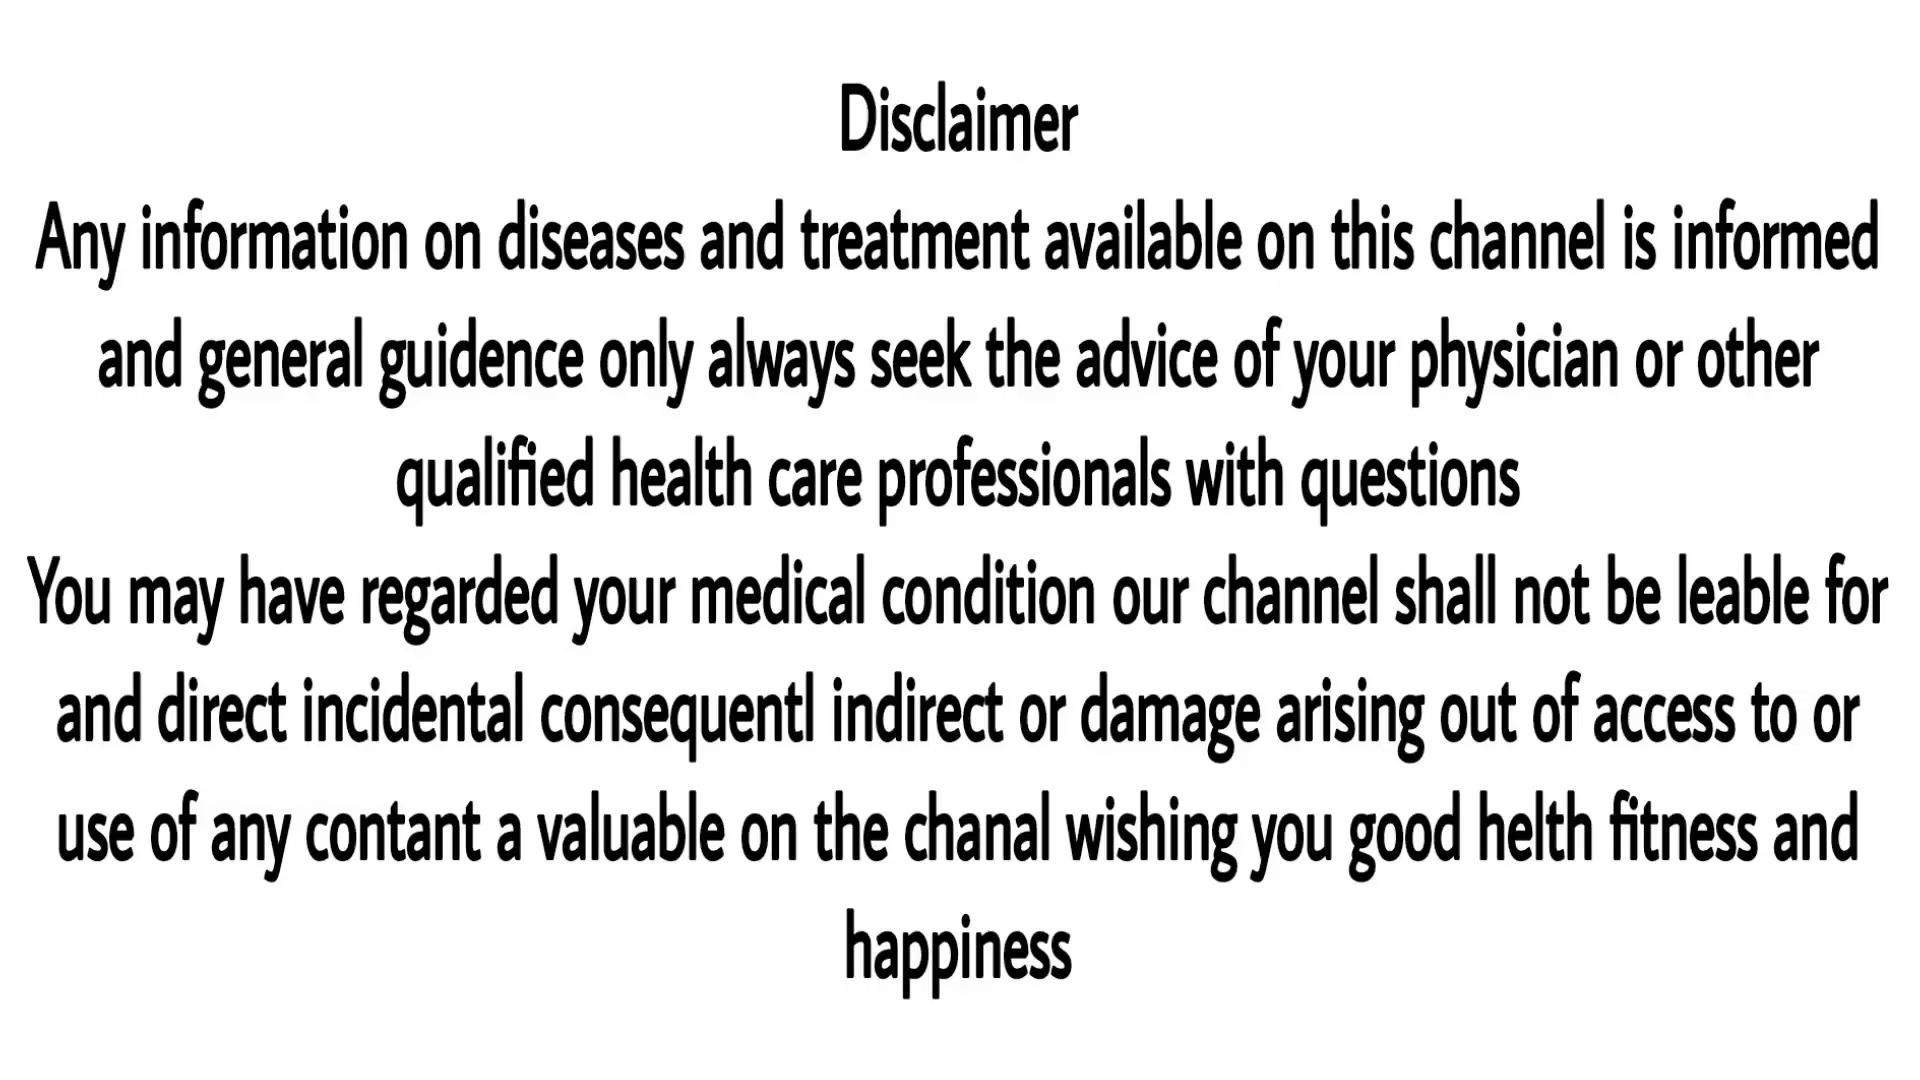 Disclaimer
Any information on diseases and treatment available on this channel is informed
and general guidence only always seek the advice of your physician or other
qualified health care professionals with questions
You may have regarded your medical condition our channel shall not be leable for
and direct incidental consequentl indirect or damage arising out of access to or
use of any contant a valuable on the chanal wishing you good helth fitness and
happiness